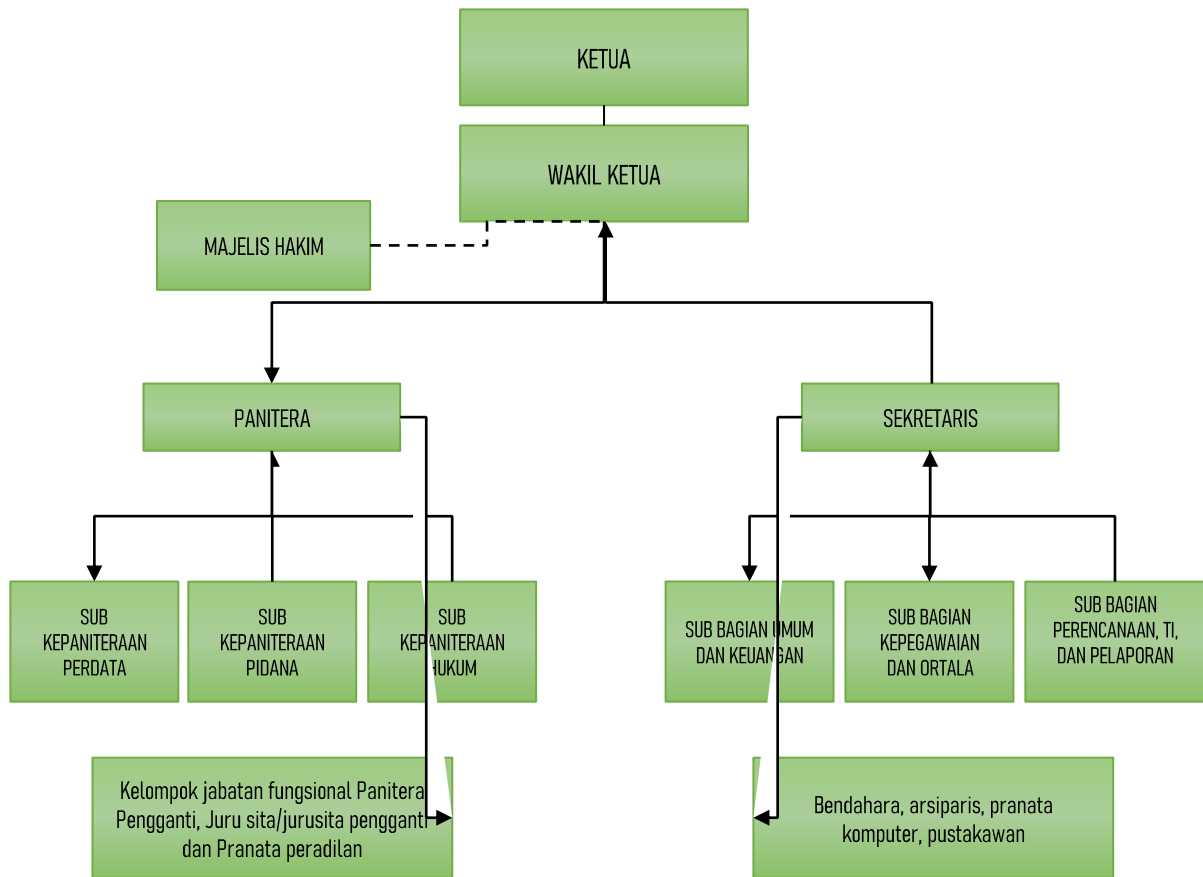 KETUA
WAKIL KETUA
MAJELIS HAKIM
PANITERA
SEKRETARIS
SUB
KEPANITERAAN
PERDATA
SUB
KEPANITERAAN
PIDANA
SUB
KEPANITERAAN
HUKUM
SUB BAGIAN UMUM
DAN KEUANGAN
SUB BAGIAN
KEPEGAWAIAN
DAN ORTALA
SUB BAGIAN
PERENCANAAN, TI,
DAN PELAPORAN
Kelompok jabatan fungsional Panitera
Pengganti, Juru sita/jurusita pengganti
dan Pranata peradilan
Bendahara, arsiparis, pranata
komputer, pustakawan